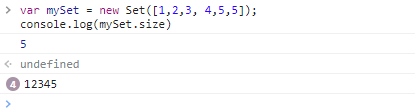 > var mySet = new Set([1,2,3, 4,5,5]);
console.log(mySet.size)
5
<· undefined
4 12345
>